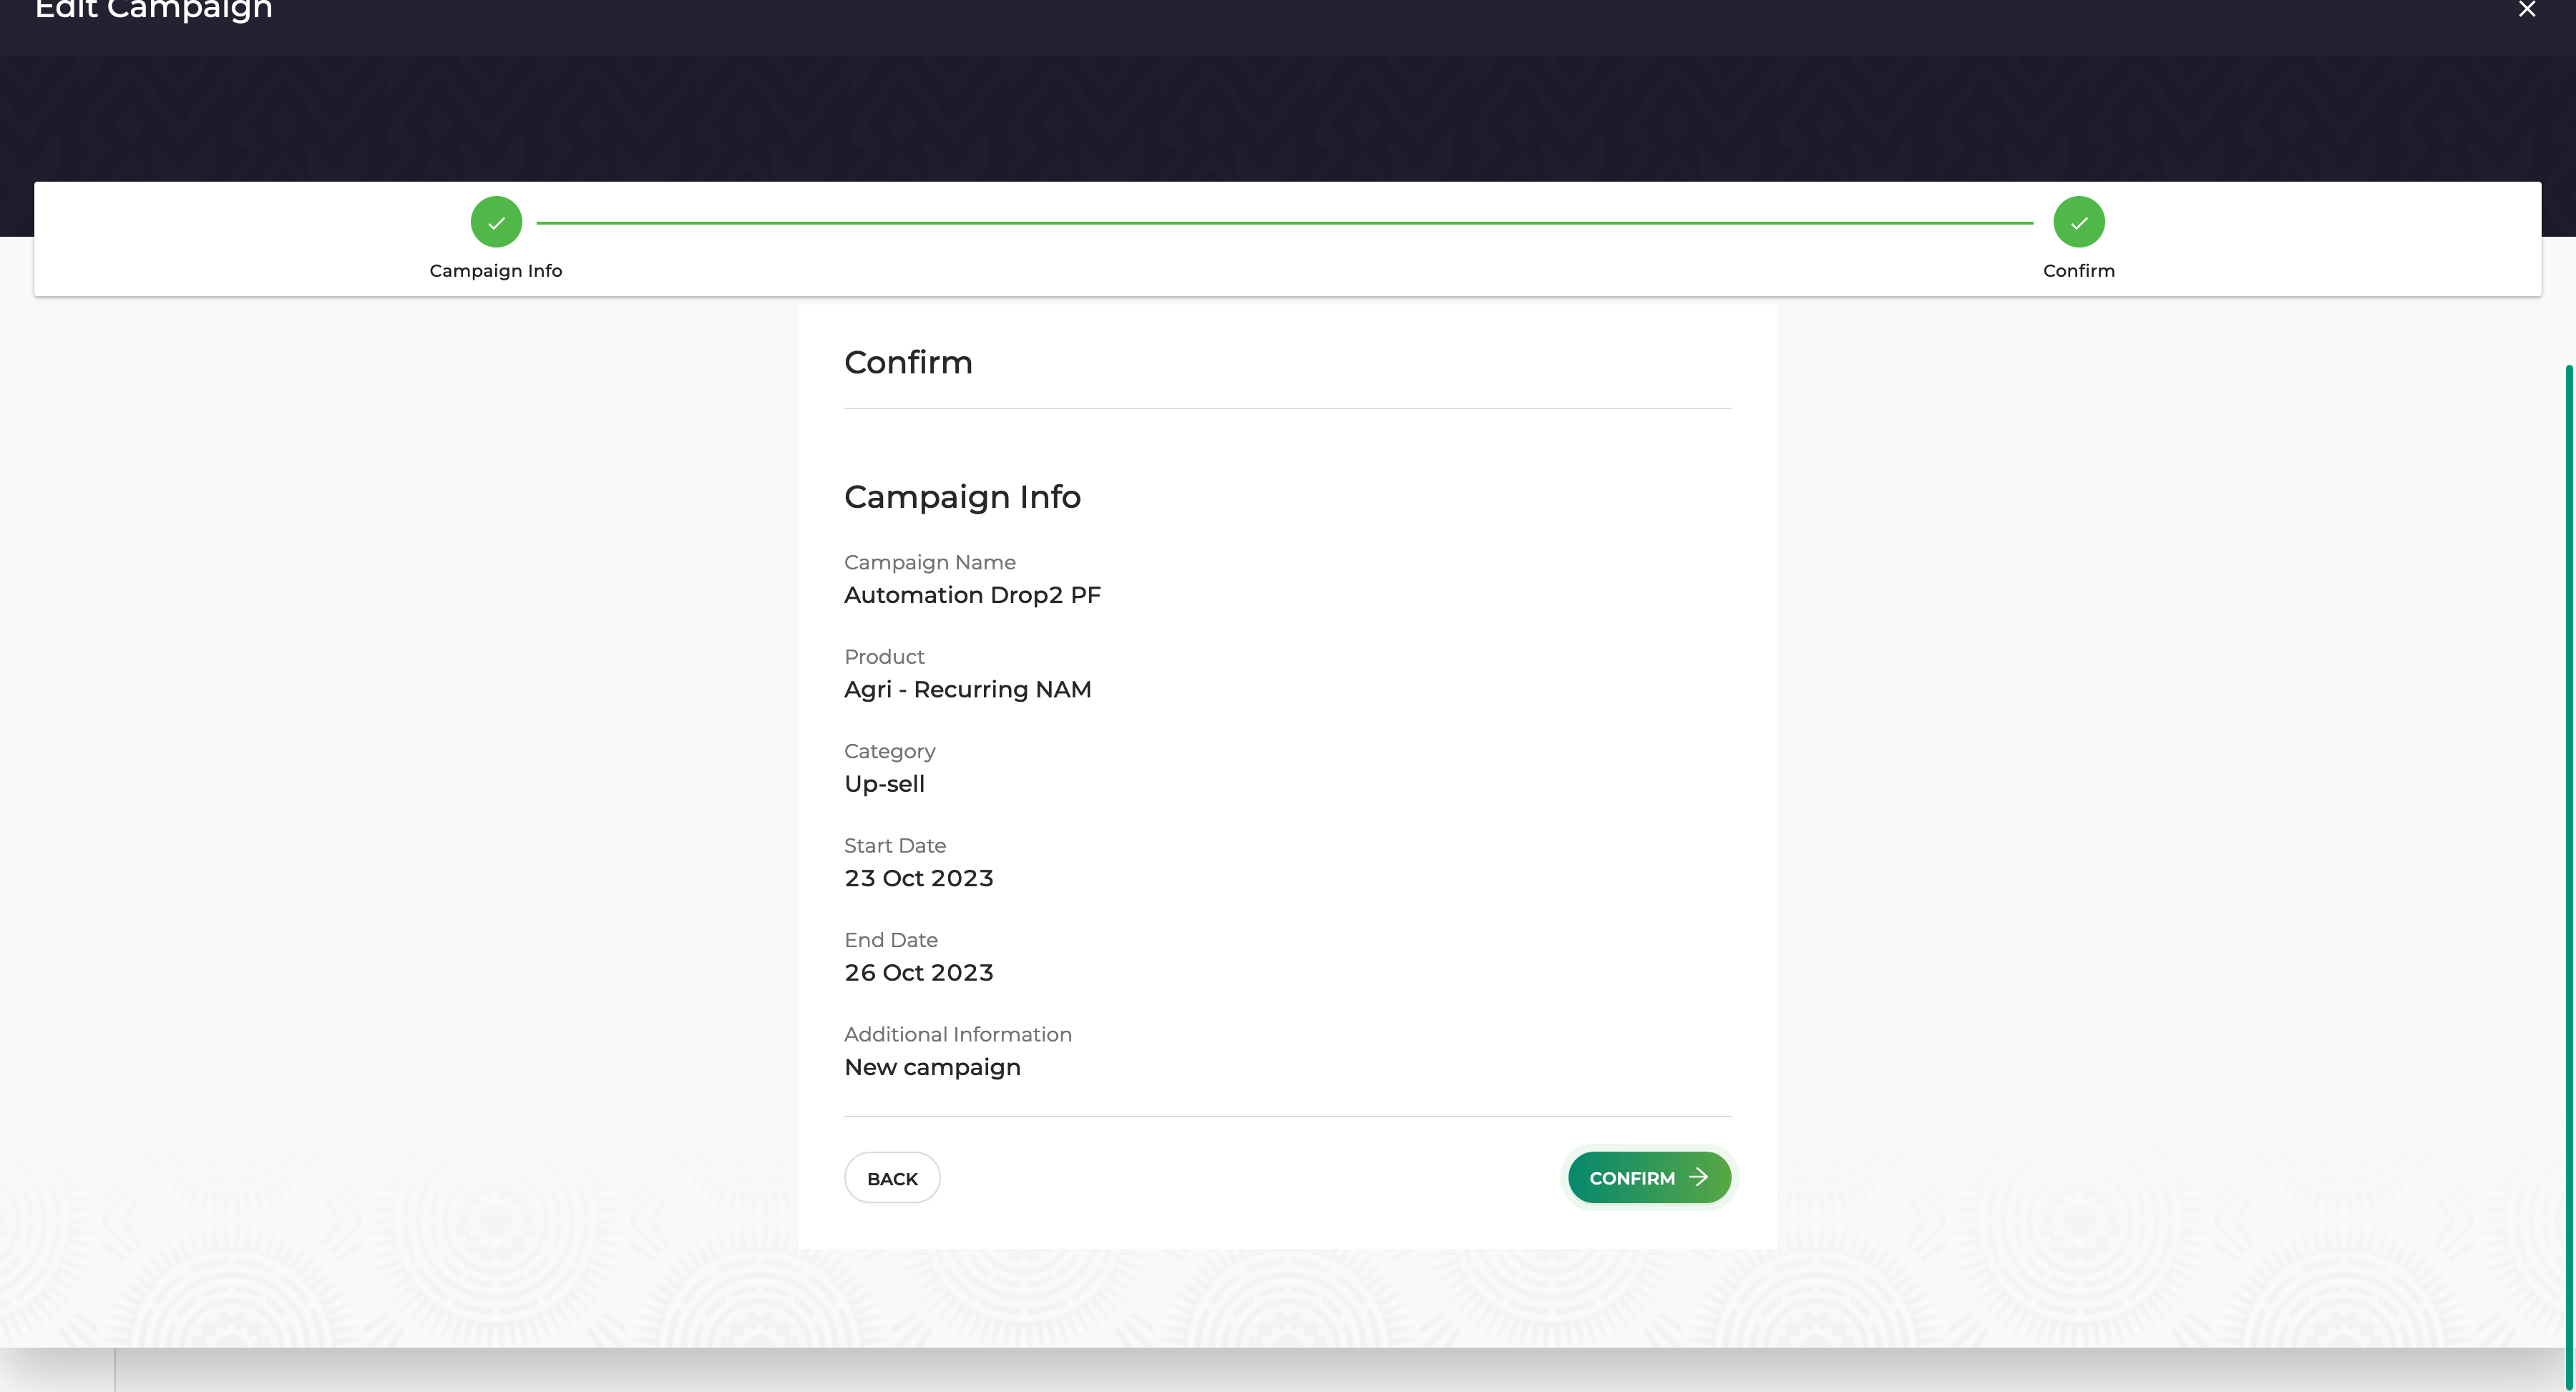 Edit Campaign
Campaign Info
Confirm
Confirm
Campaign Info
Campaign Name
Automation Drop2 PF
Product
Agri - Recurring NAM
Category
Up-sell
Start Date
23 Oct 2023
End Date
26 Oct 2023
Additional Information
New campaign
BACK
CONFIRM